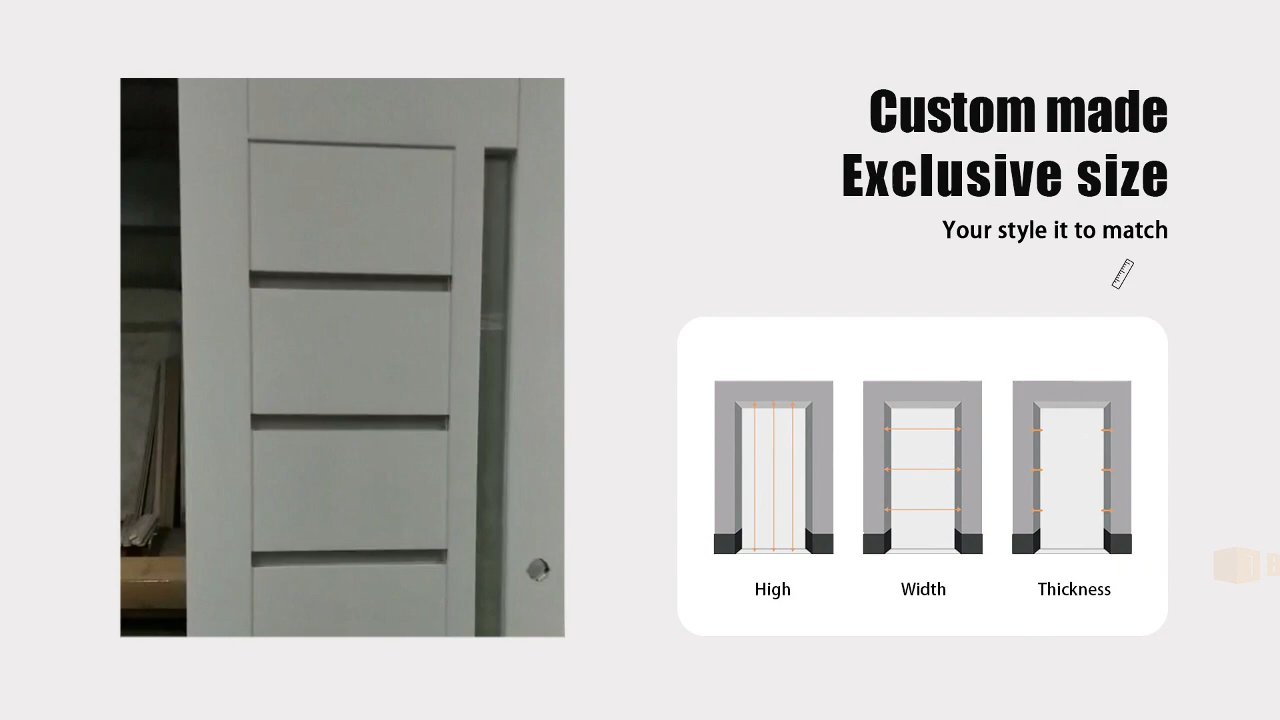 Custom made
Exclusive size
Your style it to match
High
Width
Thickness